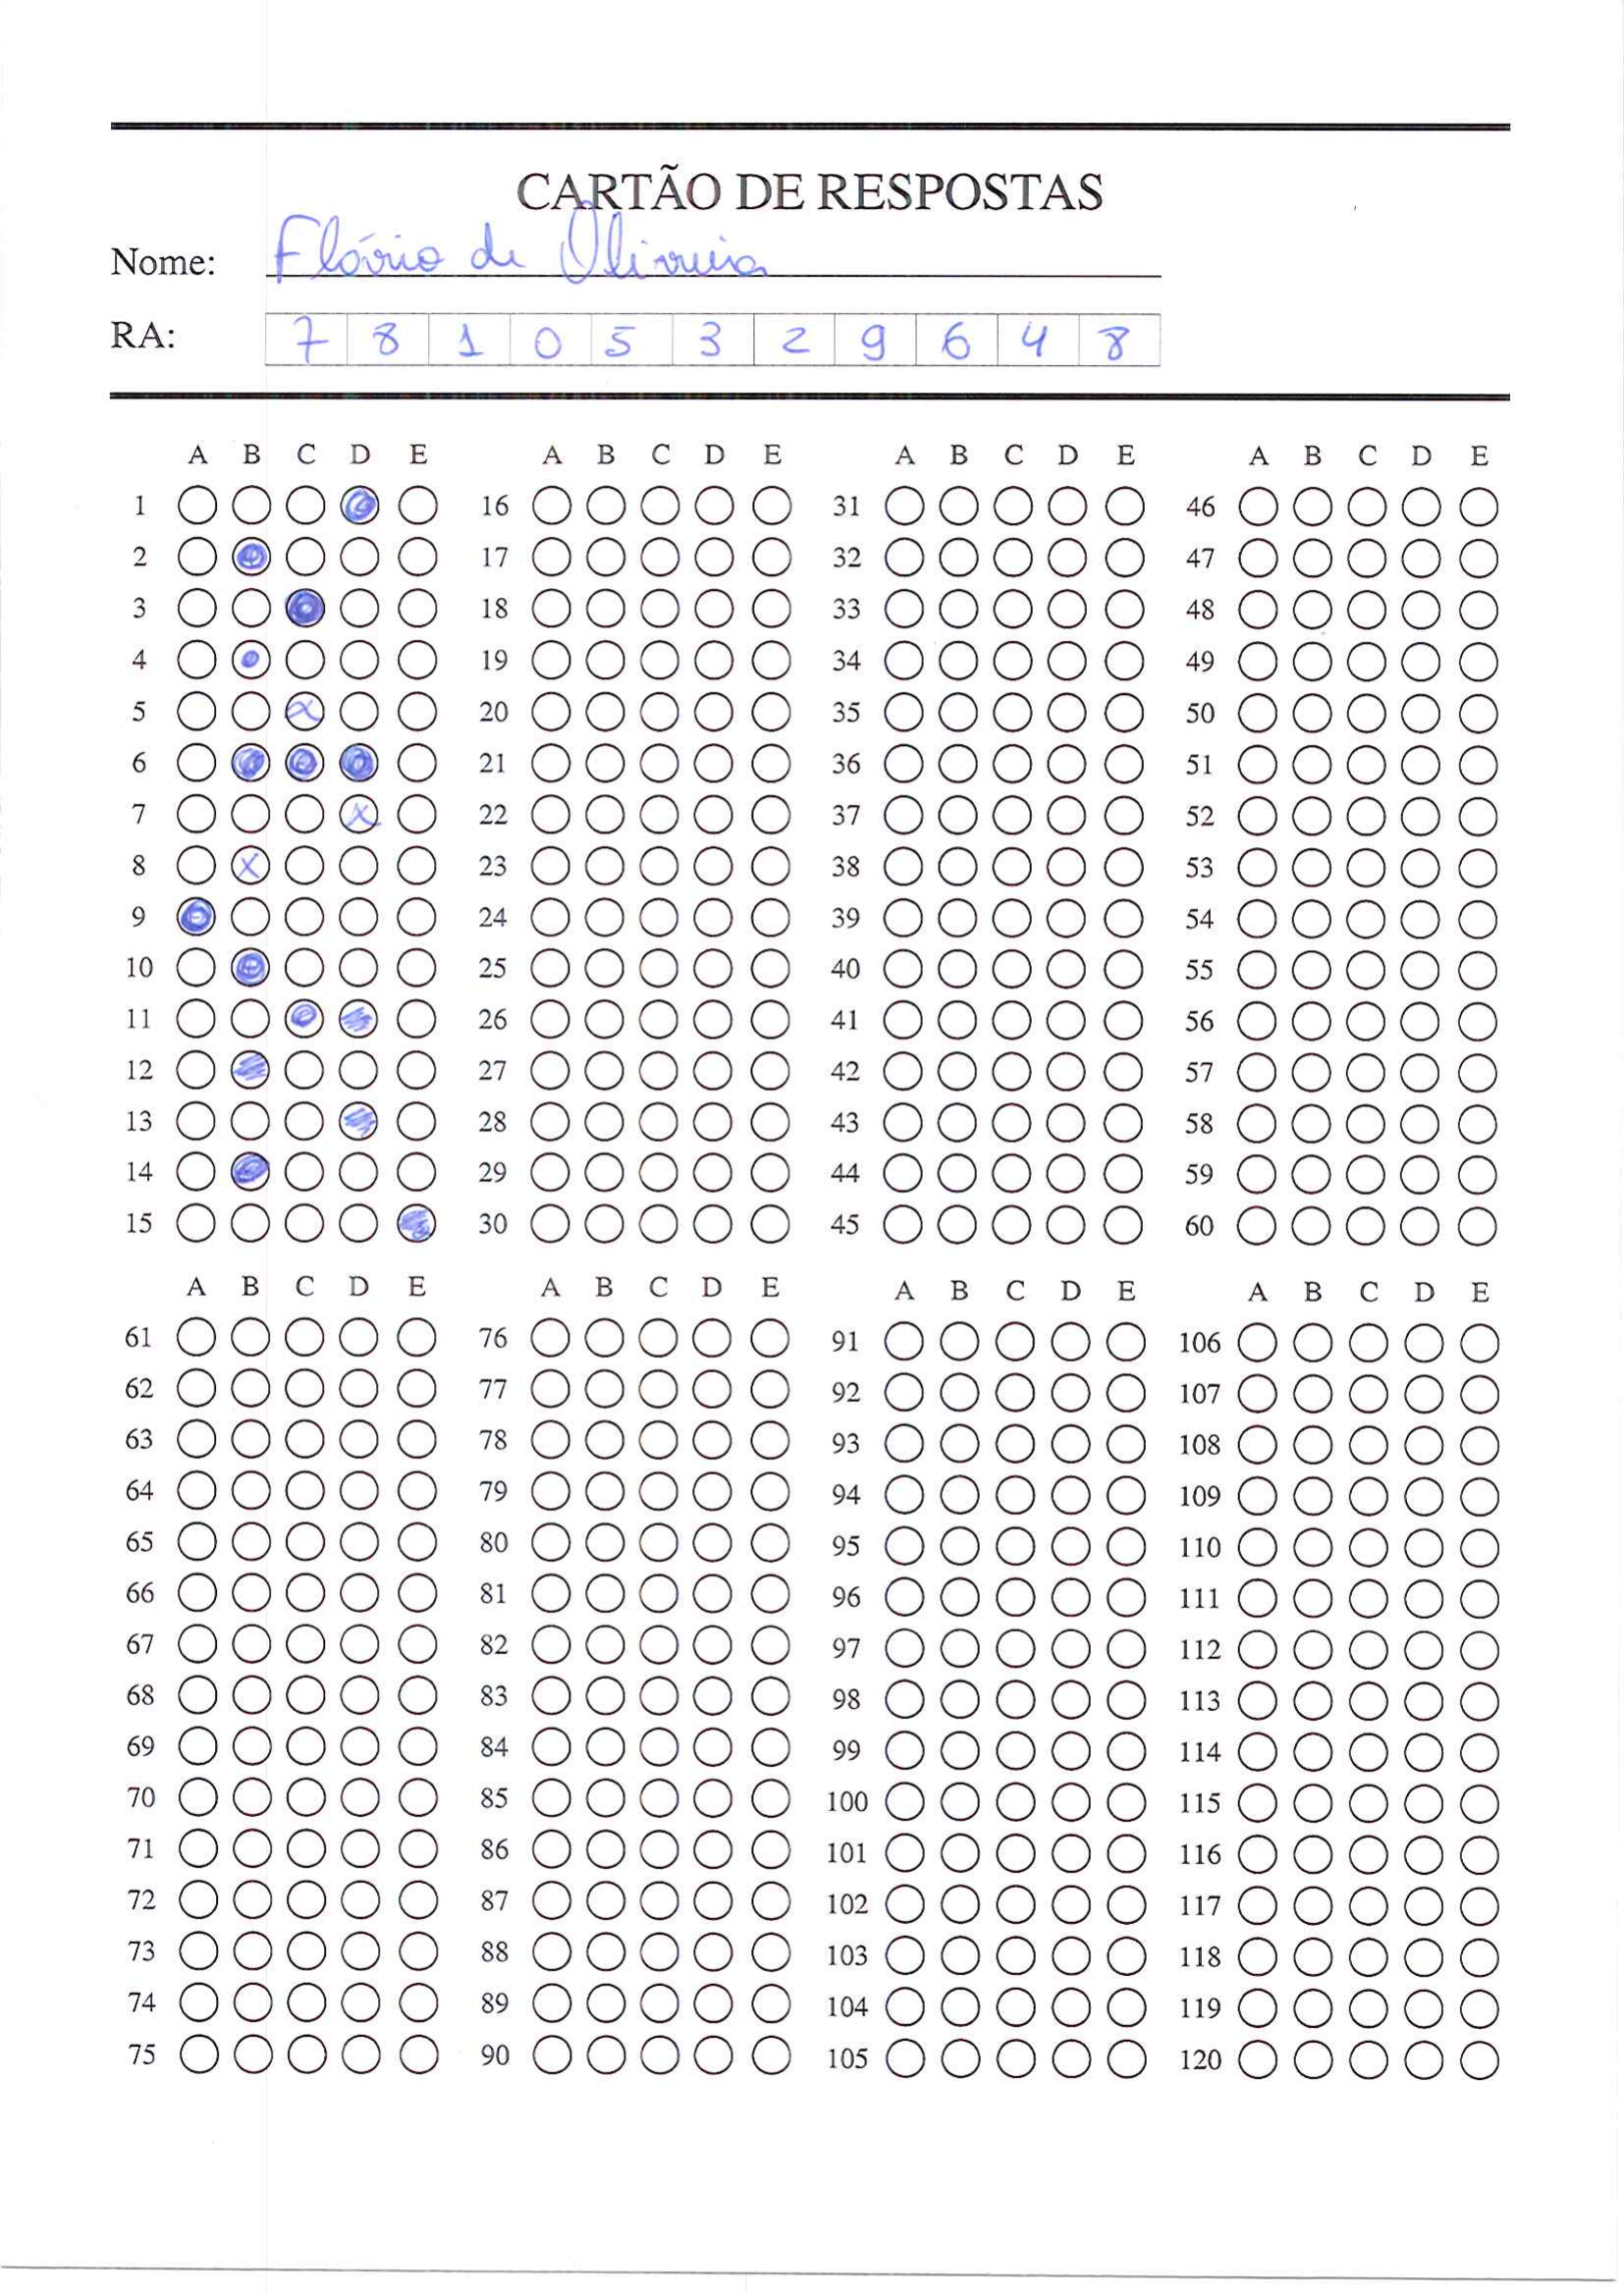 CARTÃO DE RESPOSTAS
Nome: Flávio de Oliveira
RA: 7 8 1 0 5 3 2 9 6 4 8
A B C D E A B C D E A B C D E A B C D E
1 16 31 46
2 17 32 47
3 18 33 48
4 19 34 49
5 20 35 50
6 21 36 51
7 22 37 52
8 23 38 53
9 24 39 54
10 25 40 55
11 26 41 56
12 27 42 57
13 28 43 58
14 29 44 59
15 30 45 60
A B C D E A B C D E A B C D E A B C D E
61 76 91 106
62 77 92 107
63 78 93 108
64 79 94 109
65 80 95 110
66 81 96 111
67 82 97 112
68 83 98 113
69 84 99 114
70 85 100 115
71 86 101 116
72 87 102 117
73 88 103 118
74 89 104 119
75 90 105 120